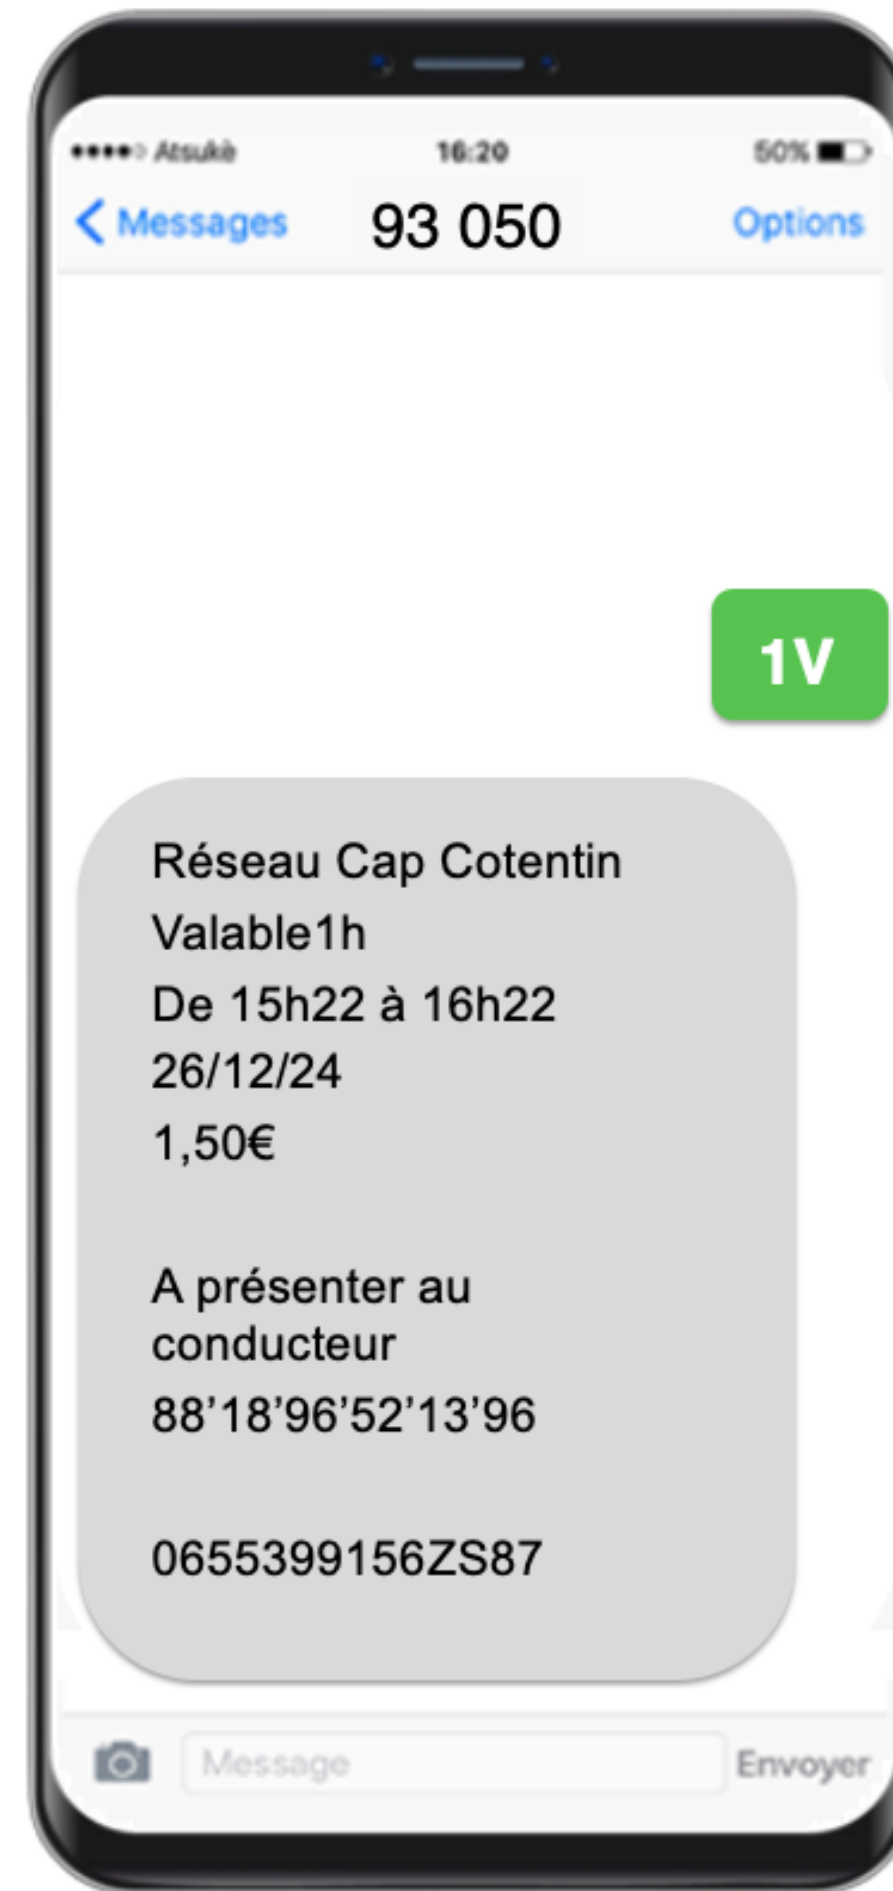 Atsukè 16:20 50%
Messages 93 050 Options
1V
Réseau Cap Cotentin
Valable1h
De 15h22 à 16h22
26/12/24
1,50€
A présenter au
conducteur
88’18’96’52’13’96
0655399156ZS87
Message Envoyer